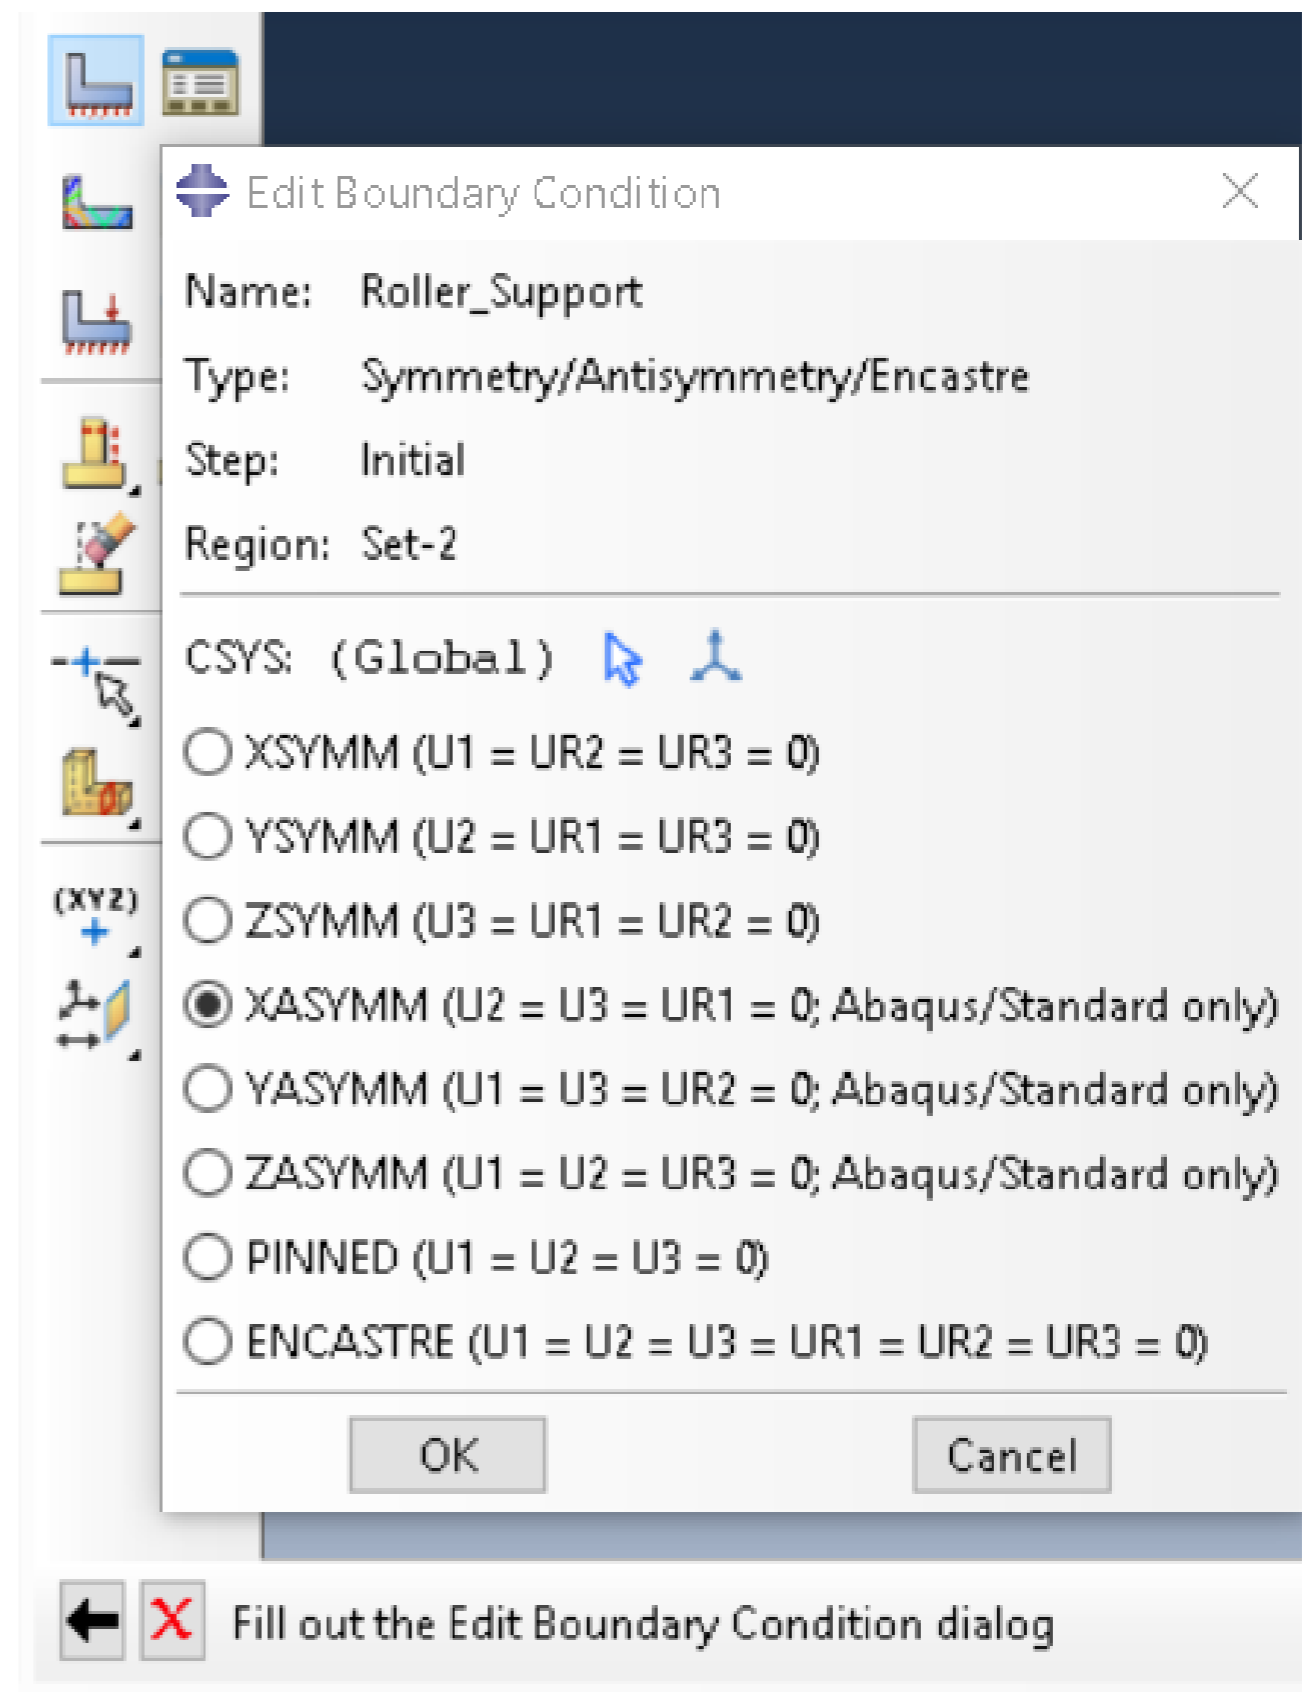 Edit Boundary Condition
Name: Roller_Support
Type: Symmetry/Antisymmetry/Encastre
Step: Initial
Region: Set-2
CSYS: (Global)
XSYMM (U1 = UR2 = UR3 = 0)
YSYMM (U2 = UR1 = UR3 = 0)
ZSYMM (U3 = UR1 = UR2 = 0)
(XYZ)
XASYMM (U2 = U3 = UR1 = 0; Abaqus/Standard only)
YASYMM (U1 = U3 = UR2 = 0; Abaqus/Standard only)
ZASYMM (U1 = U2 = UR3 = 0; Abaqus/Standard only)
PINNED (U1 = U2 = U3 = 0)
ENCASTRE (U1 = U2 = U3 = UR1 = UR2 = UR3 = 0)
OK Cancel
Fill out the Edit Boundary Condition dialog